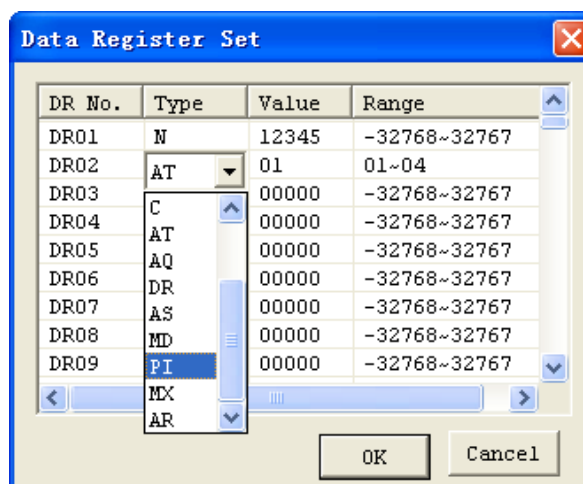 Data Register Set
DR No. Type Value Range
DR01 N 12345 -32768~32767
DR02 AT 01 01~04
DR03 00000 -32768~32767
DR04 00000 -32768~32767
DR05 00000 -32768~32767
DR06 00000 -32768~32767
DR07 00000 -32768~32767
DR08 00000 -32768~32767
DR09 00000 -32768~32767
C
AT
AQ
DR
AS
MD
PI
MX
AR
OK Cancel